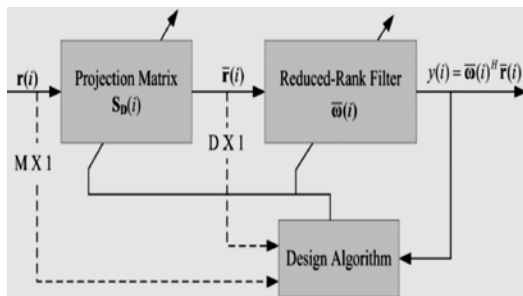 r(i)
Projection Matrix
S_D(i)
r̄(i)
Reduced-Rank Filter
ω̄(i)
y(i) = ω̄(i)^H r̄(i)
M X 1
D X 1
Design Algorithm